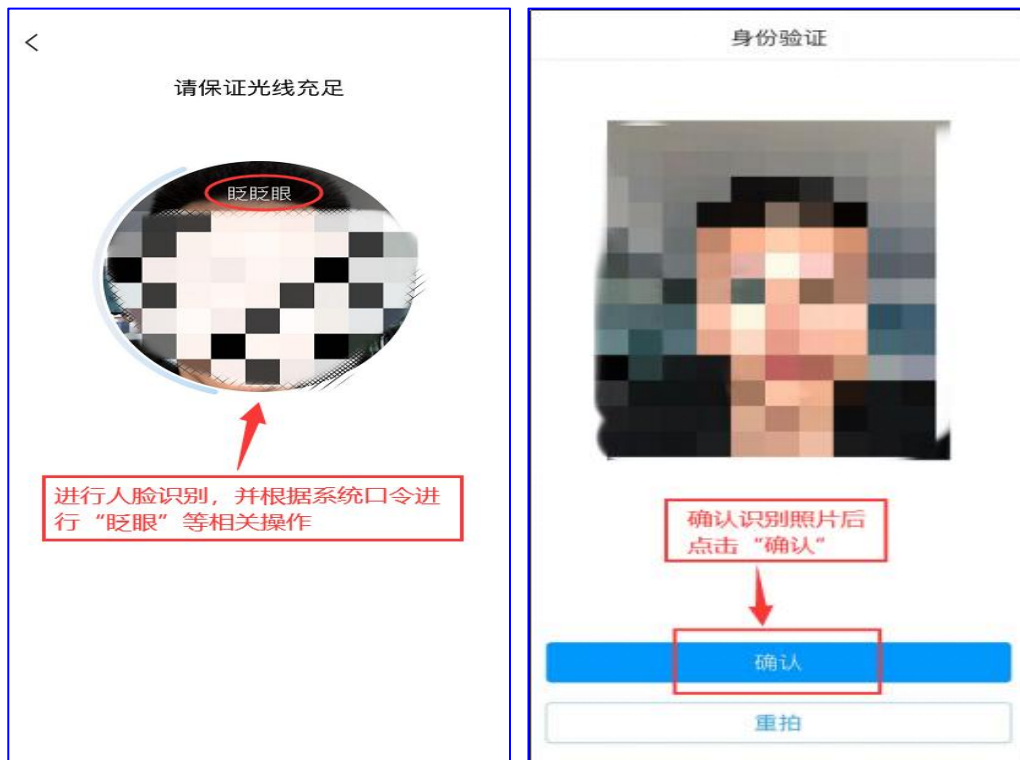 请保证光线充足
眨眨眼
进行人脸识别，并根据系统口令进
行“眨眼”等相关操作
身份验证
确认识别照片后
点击“确认“
确认
重拍